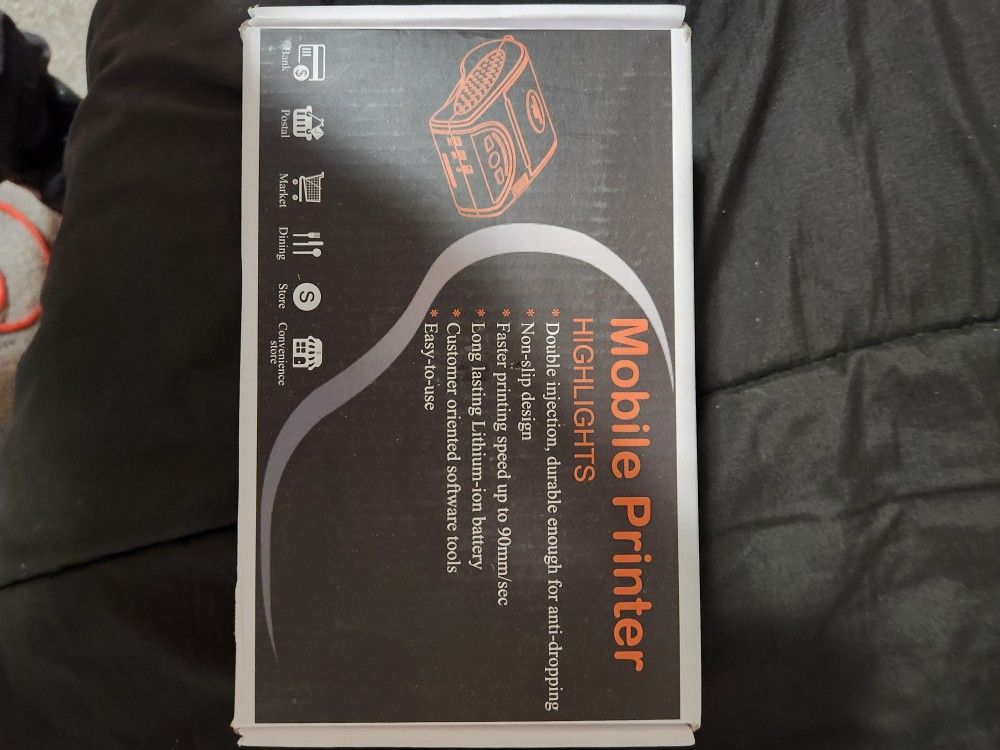 Mobile Printer
HIGHLIGHTS
* Double injection, durable enough for anti-dropping
* Non-slip design
* Faster printing speed up to 90mm/sec
* Long lasting Lithium-ion battery
* Customer oriented software tools
* Easy-to-use
$
S
Bank
Postal
Market
Dining
Store
Convenience
store